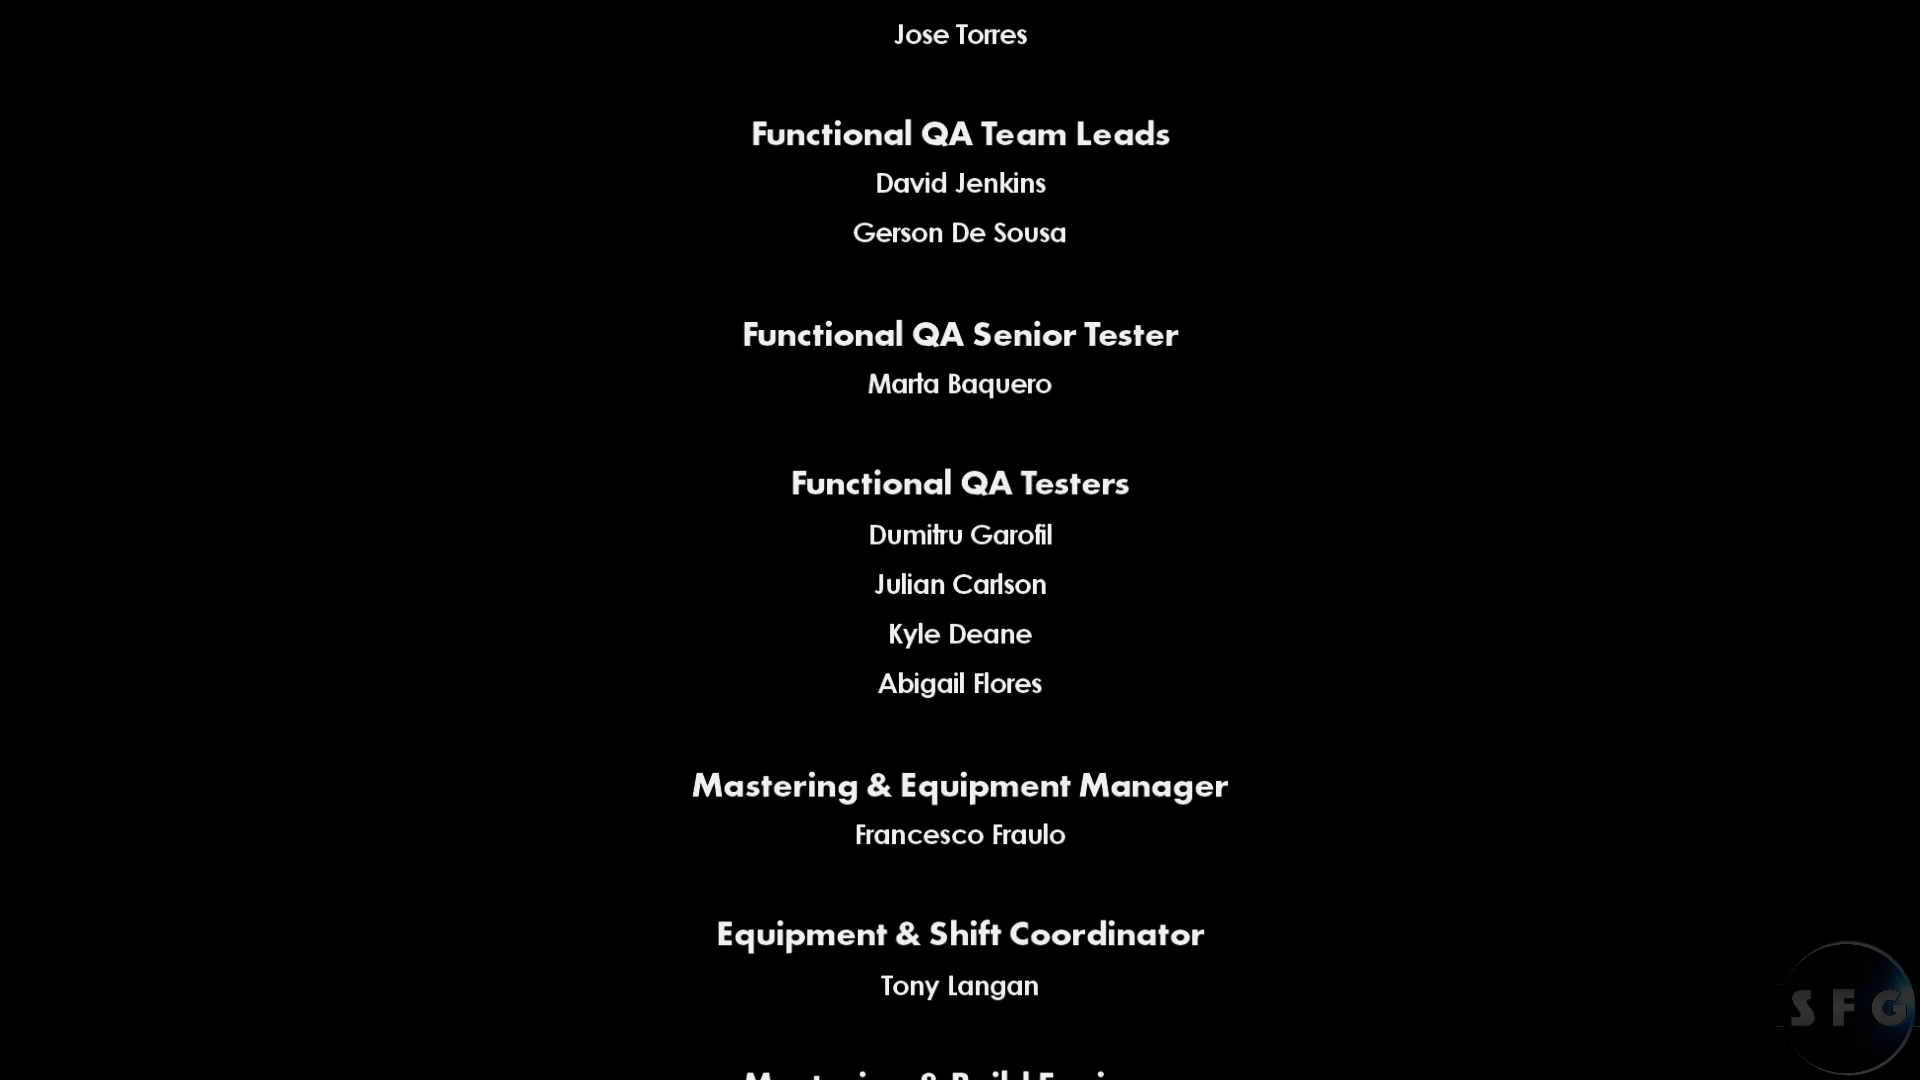 Jose Torres
Functional QA Team Leads
David Jenkins
Gerson De Sousa
Functional QA Senior Tester
Marta Baquero
Functional QA Testers
Dumitru Garofil
Julian Carlson
Kyle Deane
Abigail Flores
Mastering & Equipment Manager
Francesco Fraulo
Equipment & Shift Coordinator
Tony Langan
SFG